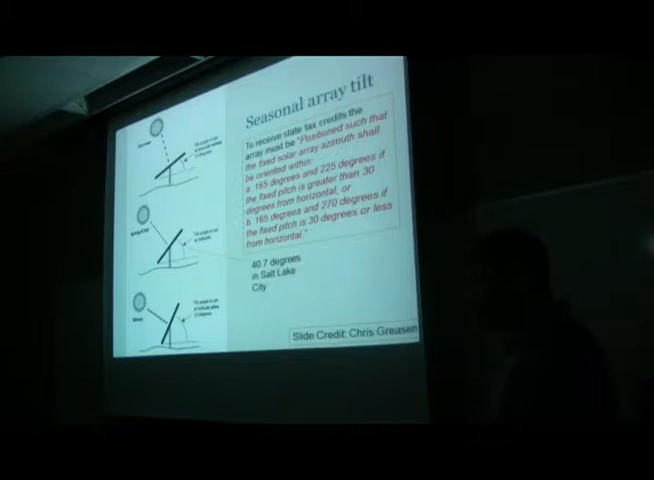 Seasonal array tilt
To receive state tax credits the
array must be "Positioned such that
the fixed solar array azimuth shall
be oriented within:
a. 165 degrees and 225 degrees if
the fixed pitch is greater than 30
degrees from horizontal, or
b. 165 degrees and 270 degrees if
the fixed pitch is 30 degrees or less
from horizontal."
40.7 degrees
in Salt Lake
City
Slide Credit: Chris Greasen